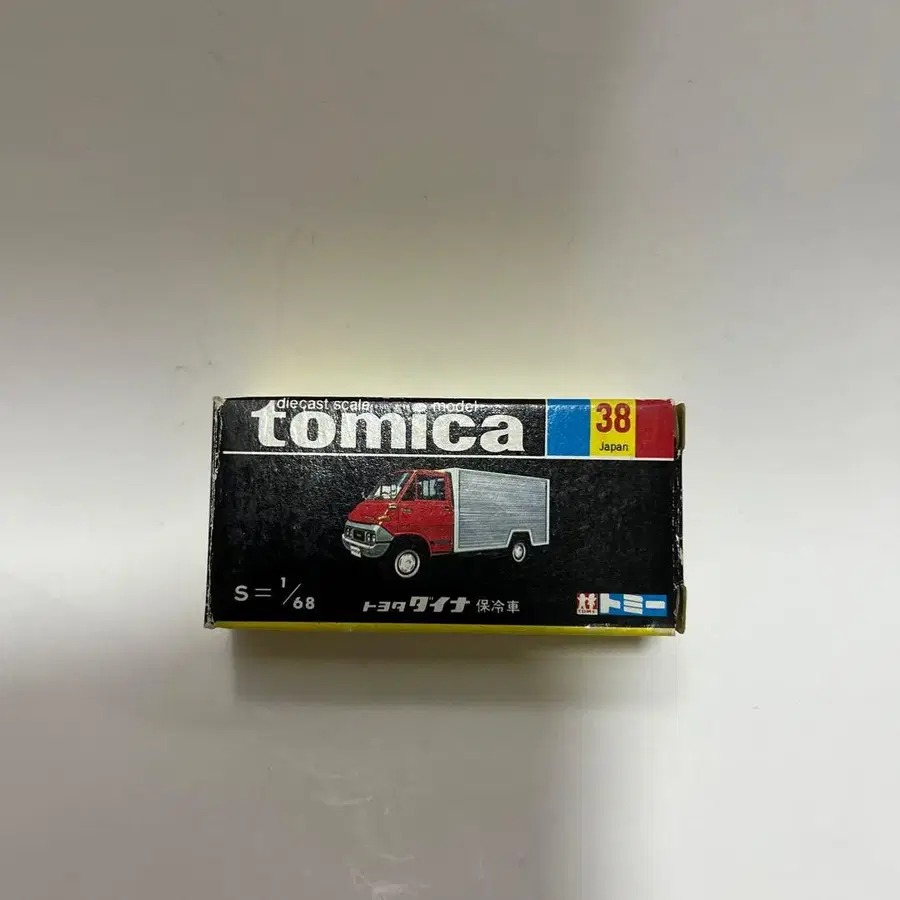 diecast scale model
tomica
38
Japan
S=1/68
トヨタ ダイナ 保冷車
トミー